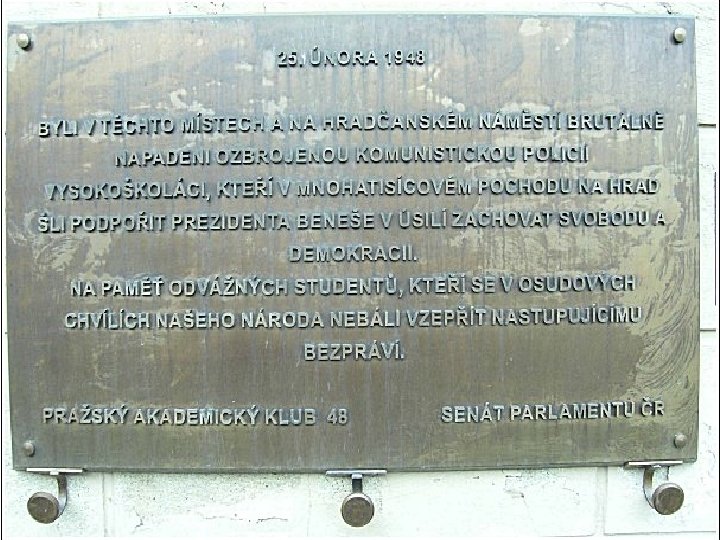 25. ÚNORA 1948
BYLI V TĚCHTO MÍSTECH A NA HRADČANSKÉM NÁMĚSTÍ BRUTÁLNĚ
NAPADENI OZBROJENOU KOMUNISTICKOU POLICIÍ
VYSOKOŠKOLÁCI, KTEŘÍ V MNOHATISÍCOVÉM POCHODU NA HRAD
ŠLI PODPOŘIT PREZIDENTA BENEŠE V ÚSILÍ ZACHOVAT SVOBODU A
DEMOKRACII.
NA PAMĚŤ ODVÁŽNÝCH STUDENTŮ, KTEŘÍ SE V OSUDOVÝCH
CHVÍLÍCH NAŠEHO NÁRODA NEBÁLI VZEPŘÍT NASTUPUJÍCÍMU
BEZPRÁVÍ.
PRAŽSKÝ AKADEMICKÝ KLUB 48 SENÁT PARLAMENTU ČR